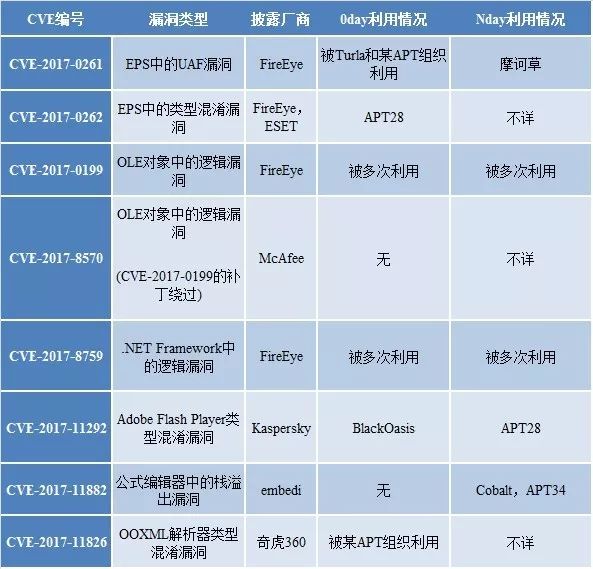 CVE编号 漏洞类型 披露厂商 0day利用情况 Nday利用情况
CVE-2017-0261 EPS中的UAF漏洞 FireEye 被Turla和某APT组织
利用 摩诃草
CVE-2017-0262 EPS中的类型混淆漏
洞 FireEye，
ESET APT28 不详
CVE-2017-0199 OLE对象中的逻辑漏
洞 FireEye 被多次利用 被多次利用
CVE-2017-8570 OLE对象中的逻辑漏
洞
(CVE-2017-0199的补
丁绕过) McAfee 无 不详
CVE-2017-8759 .NET Framework中
的逻辑漏洞 FireEye 被多次利用 被多次利用
CVE-2017-11292 Adobe Flash Player类
型混淆漏洞 Kaspersky BlackOasis APT28
CVE-2017-11882 公式编辑器中的栈溢
出漏洞 embedi 无 Cobalt，APT34
CVE-2017-11826 OOXML解析器类型
混淆漏洞 奇虎360 被某APT组织利用 不详